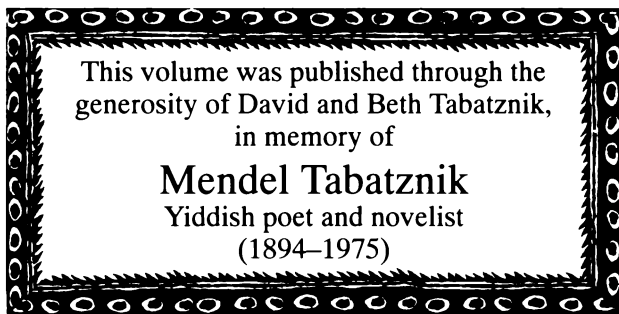 This volume was published through the
generosity of David and Beth Tabatznik,
in memory of
Mendel Tabatznik
Yiddish poet and novelist
(1894–1975)